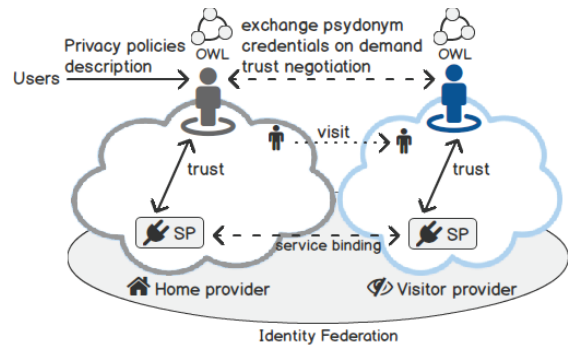 OWL
OWL
exchange psydonym
credentials on demand
trust negotiation
Privacy policies
description
Users
visit
trust
trust
SP
SP
service binding
Home provider
Visitor provider
Identity Federation